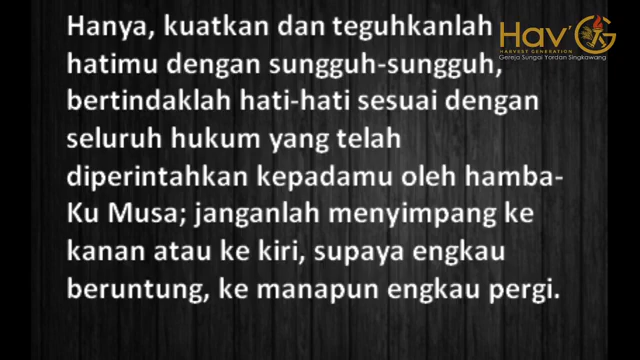 Hanya, kuatkan dan teguhkanlah
hatimu dengan sungguh-sungguh,
bertindaklah hati-hati sesuai dengan
seluruh hukum yang telah
diperintahkan kepadamu oleh hamba-
Ku Musa; janganlah menyimpang ke
kanan atau ke kiri, supaya engkau
beruntung, ke manapun engkau pergi.
Hav'G
HARVEST GENERATION
Gereja Sungai Yordan Singkawang